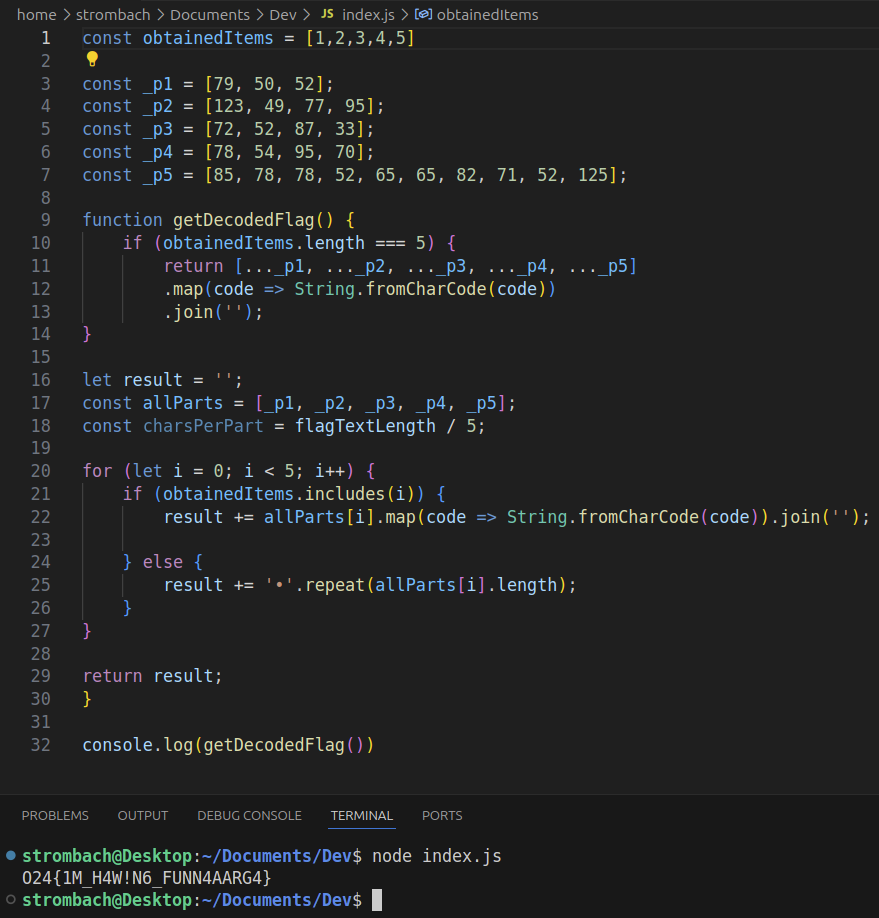 home > strombach > Documents > Dev > JS index.js > obtainedItems
1 const obtainedItems = [1,2,3,4,5]
2
3 const _p1 = [79, 50, 52];
4 const _p2 = [123, 49, 77, 95];
5 const _p3 = [72, 52, 87, 33];
6 const _p4 = [78, 54, 95, 70];
7 const _p5 = [85, 78, 78, 52, 65, 65, 82, 71, 52, 125];
8
9 function getDecodedFlag() {
10     if (obtainedItems.length === 5) {
11         return [..._p1, ..._p2, ..._p3, ..._p4, ..._p5]
12         .map(code => String.fromCharCode(code))
13         .join('');
14 }
15
16 let result = '';
17 const allParts = [_p1, _p2, _p3, _p4, _p5];
18 const charsPerPart = flagTextLength / 5;
19
20 for (let i = 0; i < 5; i++) {
21     if (obtainedItems.includes(i)) {
22         result += allParts[i].map(code => String.fromCharCode(code)).join('');
23
24     } else {
25         result += '•'.repeat(allParts[i].length);
26     }
27 }
28
29 return result;
30 }
31
32 console.log(getDecodedFlag())
PROBLEMS OUTPUT DEBUG CONSOLE TERMINAL PORTS
strombach@Desktop:~/Documents/Dev$ node index.js
O24{1M_H4W!N6_FUNN4AARG4}
strombach@Desktop:~/Documents/Dev$